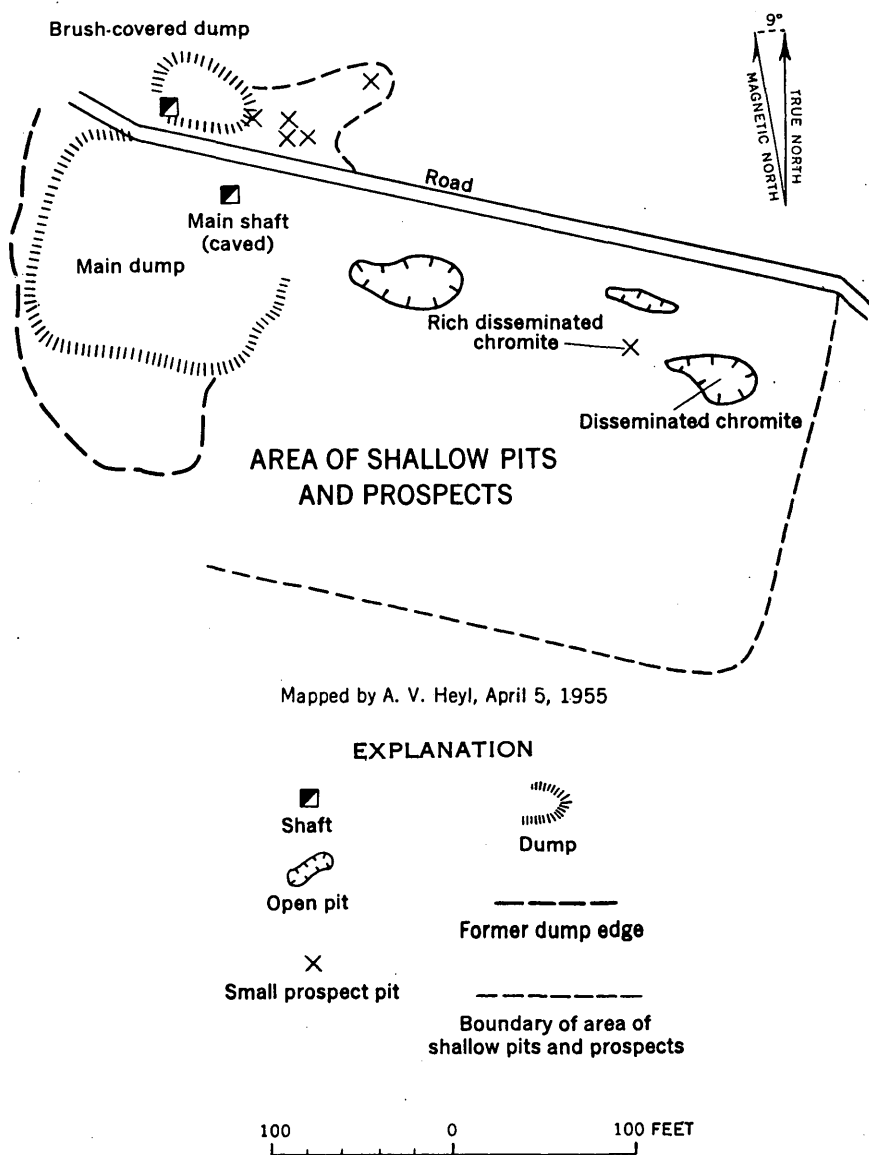 Brush-covered dump
9°
MAGNETIC NORTH
TRUE NORTH
Road
Main shaft
(caved)
Main dump
Rich disseminated
chromite
Disseminated chromite
AREA OF SHALLOW PITS
AND PROSPECTS
Mapped by A. V. Heyl, April 5, 1955
EXPLANATION
Shaft
Dump
Open pit
Former dump edge
Small prospect pit
Boundary of area of
shallow pits and prospects
100 0 100 FEET